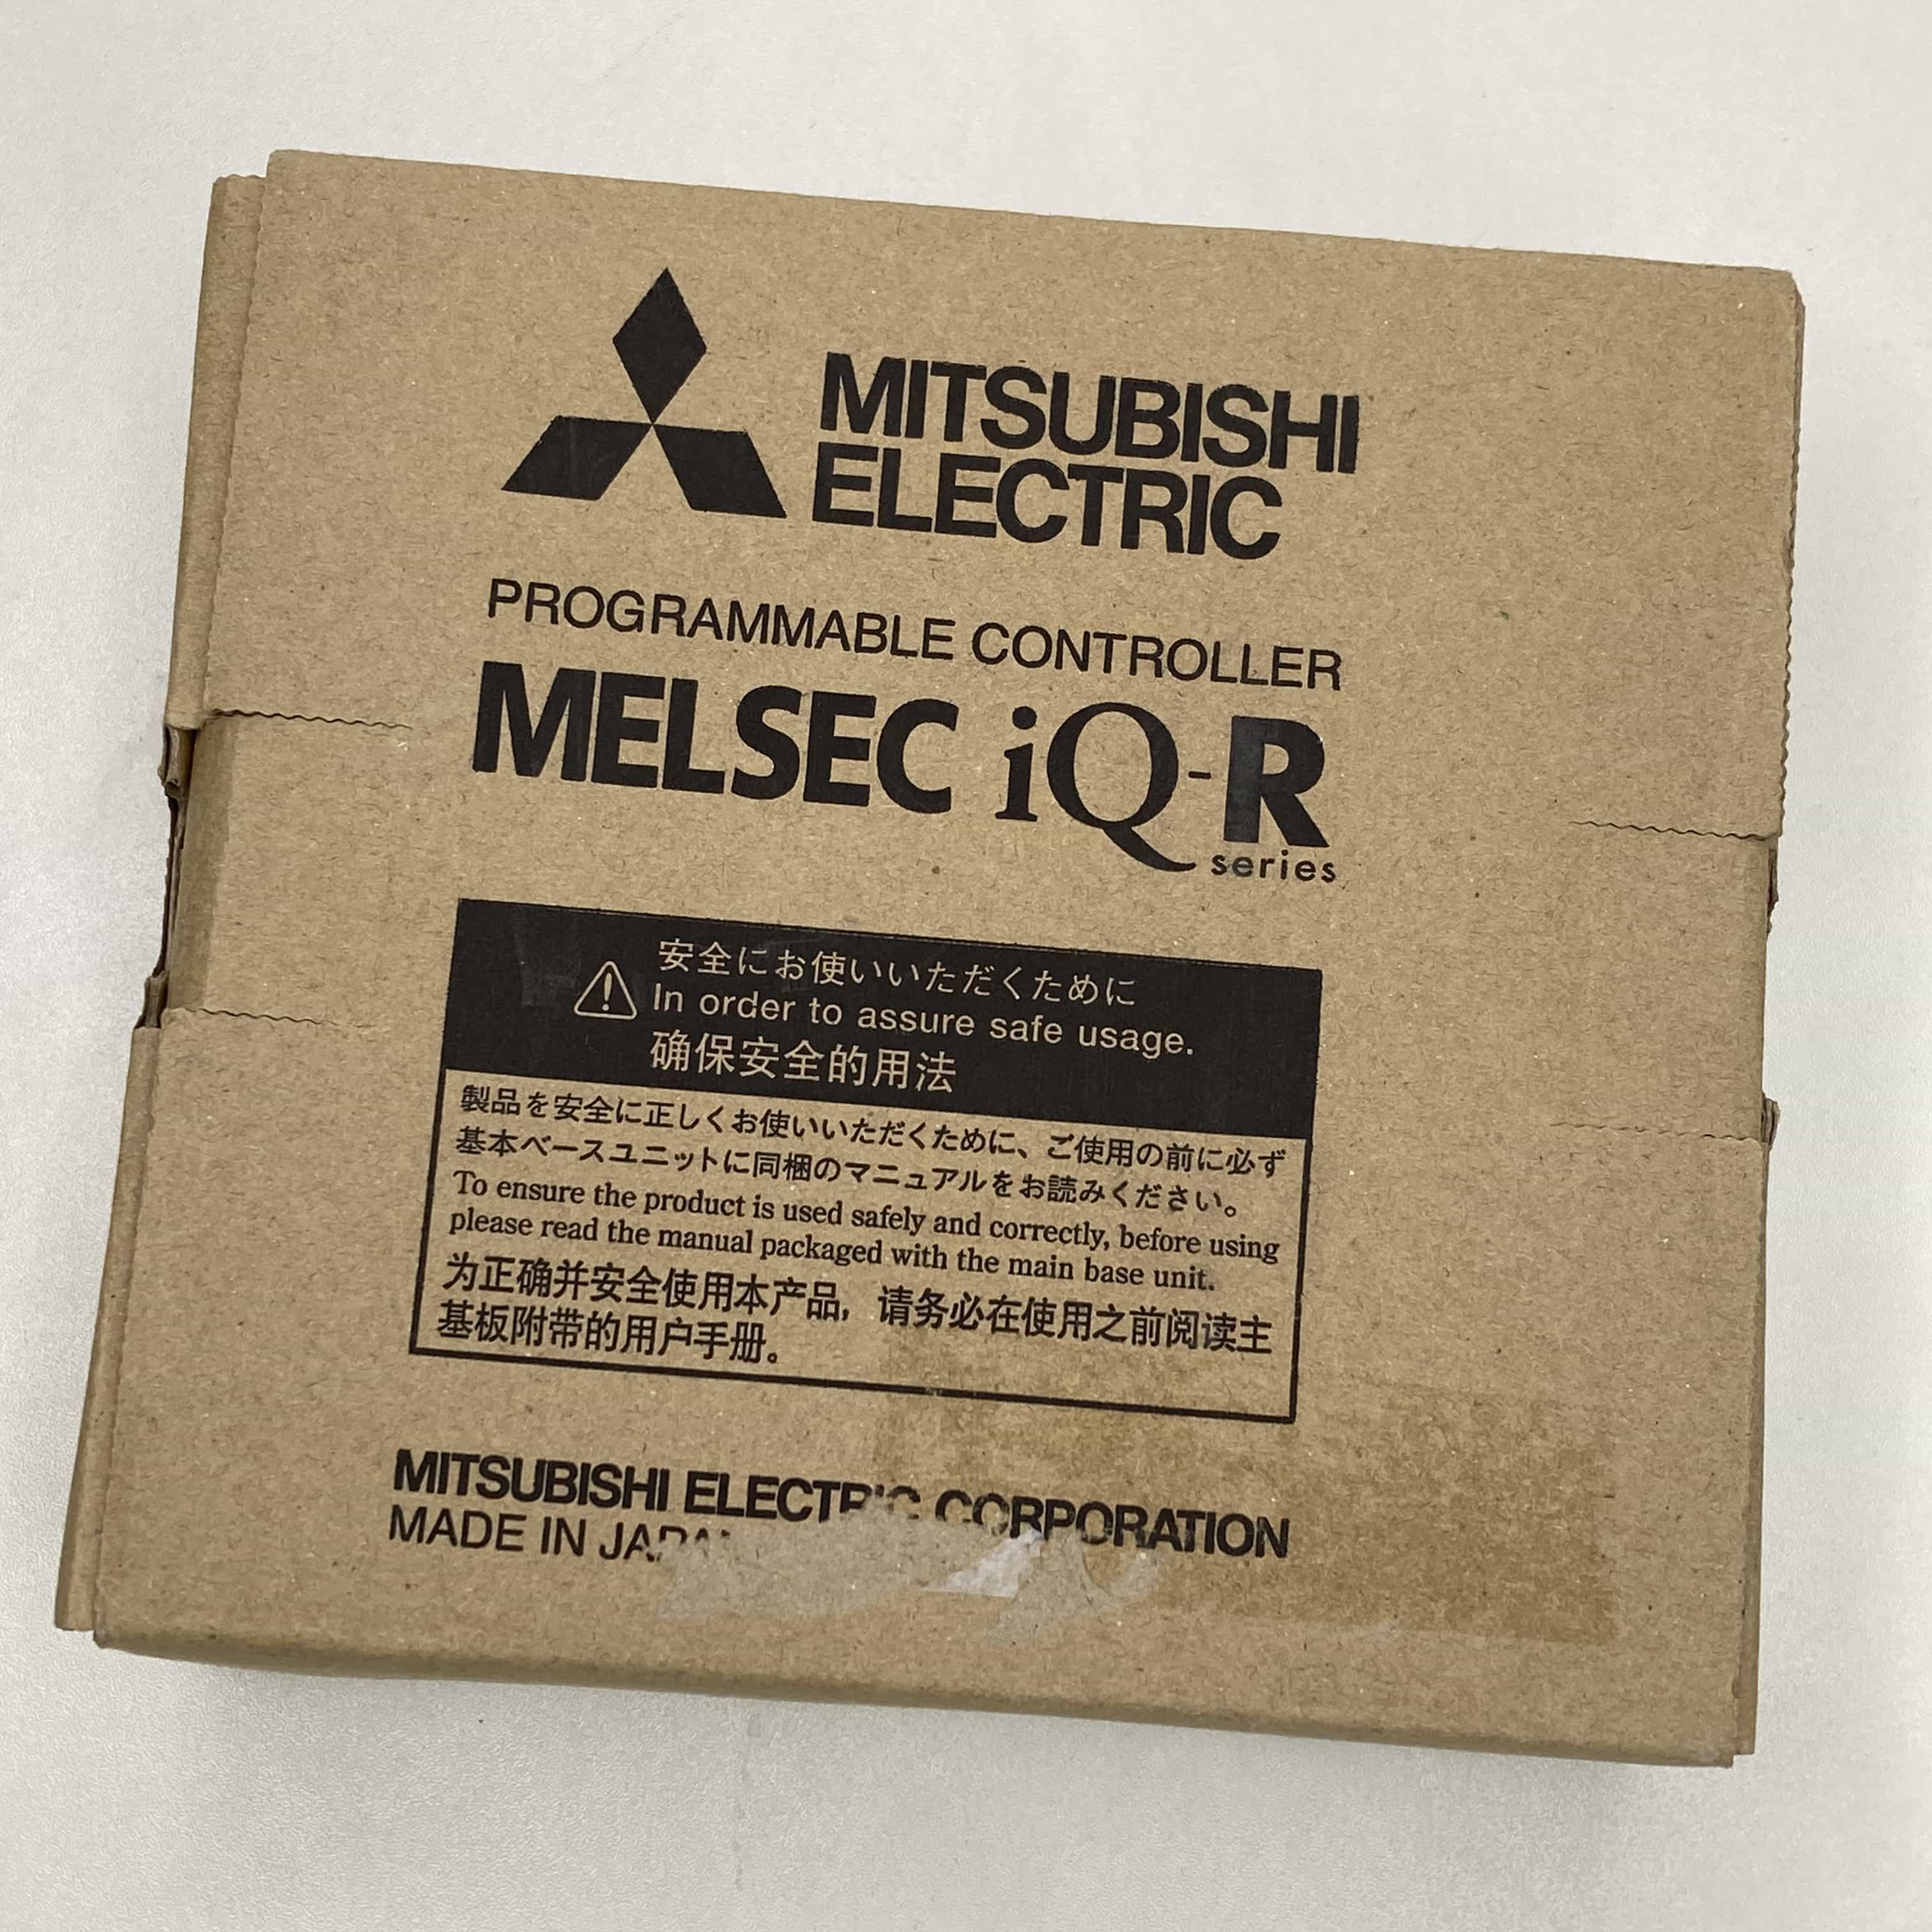 MITSUBISHI
ELECTRIC
PROGRAMMABLE CONTROLLER
MELSEC iQ-R
series
安全にお使いいただくために
In order to assure safe usage.
确保安全的用法
製品を安全に正しくお使いいただくために、ご使用の前に必ず
基本ベースユニットに同梱のマニュアルをお読みください。
To ensure the product is used safely and correctly, before using
please read the manual packaged with the main base unit.
为正确并安全使用本产品，请务必在使用之前阅读主
基板附带的用户手册。
MITSUBISHI ELECTRIC CORPORATION
MADE IN JAPAN